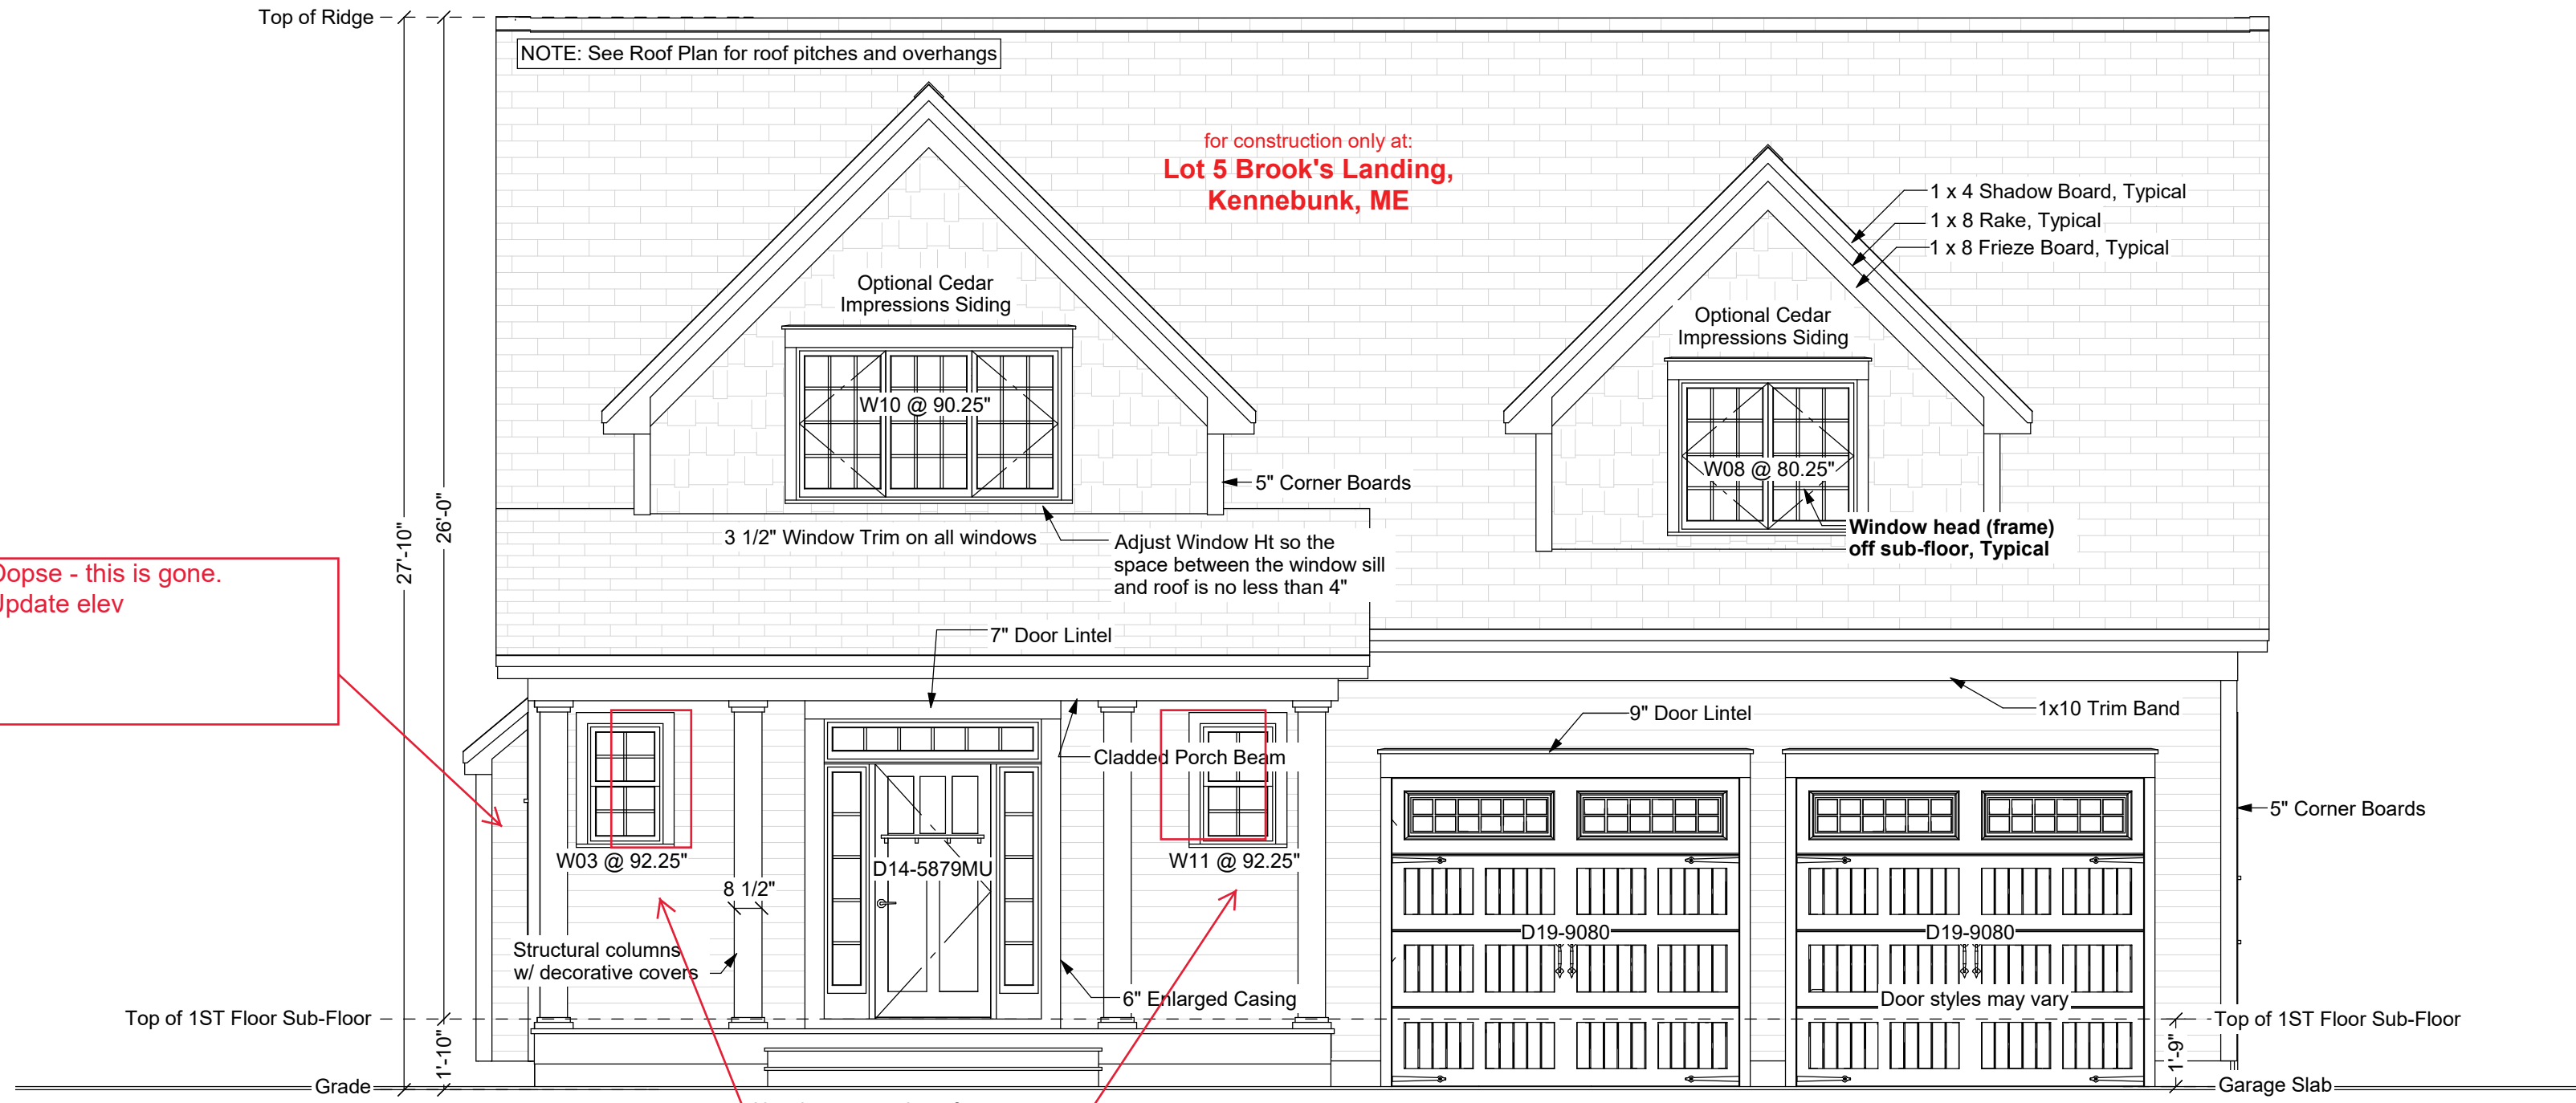 Top of Ridge
NOTE: See Roof Plan for roof pitches and overhangs
for construction only at:
Lot 5 Brook's Landing,
Kennebunk, ME
1 x 4 Shadow Board, Typical
1 x 8 Rake, Typical
1 x 8 Frieze Board, Typical
Optional Cedar
Impressions Siding
Optional Cedar
Impressions Siding
W10 @ 90.25"
W08 @ 80.25"
5" Corner Boards
27'-10"
26'-0"
3 1/2" Window Trim on all windows
Adjust Window Ht so the
space between the window sill
and roof is no less than 4"
Window head (frame)
off sub-floor, Typical
Oopse - this is gone.
Update elev
7" Door Lintel
Cladded Porch Beam
9" Door Lintel
1x10 Trim Band
5" Corner Boards
W03 @ 92.25"
W11 @ 92.25"
D14-5879MU
8 1/2"
Structural columns
w/ decorative covers
6" Enlarged Casing
D19-9080
D19-9080
Door styles may vary
Top of 1ST Floor Sub-Floor
Top of 1ST Floor Sub-Floor
1'-10"
1'-9"
Grade
Garage Slab